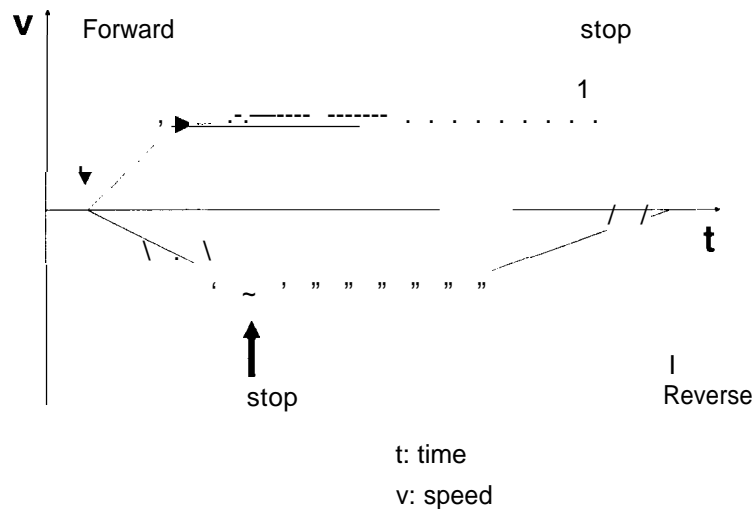 v Forward stop
1
t
stop
I
Reverse
t: time
v: speed